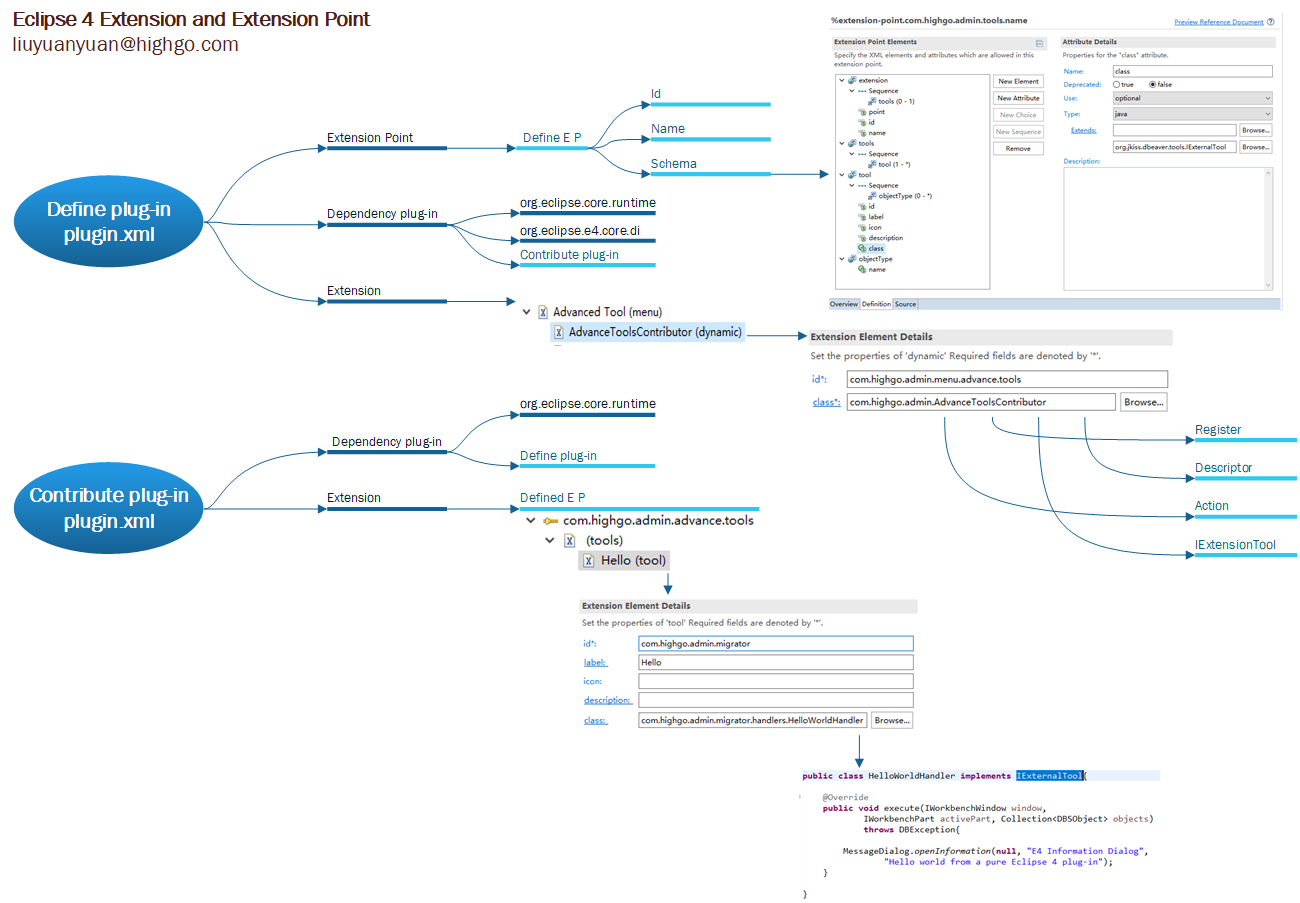 Eclipse 4 Extension and Extension Point
liuyuanyuan@highgo.com
Define plug-in
plugin.xml
Extension Point
Define E P
Id
Name
Schema
Dependency plug-in
org.eclipse.core.runtime
org.eclipse.e4.core.di
Contribute plug-in
Extension
Advanced Tool (menu)
AdvanceToolsContributor (dynamic)
%extension-point.com.highgo.admin.tools.name
Preview Reference Document
Extension Point Elements
Specify the XML elements and attributes which are allowed in this
extension point.
extension
Sequence
tools (0 - 1)
point
id
name
tools
Sequence
tool (1 - *)
tool
Sequence
objectType (0 - *)
id
label
icon
description
class
objectType
name
New Element
New Attribute
New Choice
New Sequence
Remove
Attribute Details
Properties for the "class" attribute.
Name: class
Deprecated: true false
Use: optional
Type: java
Extends: Browse...
org.jkiss.dbeaver.tools.IExternalTool Browse...
Description:
Overview Definition Source
Extension Element Details
Set the properties of 'dynamic' Required fields are denoted by '*'.
id*: com.highgo.admin.menu.advance.tools
class*: com.highgo.admin.AdvanceToolsContributor Browse...
Register
Descriptor
Action
IExtensionTool
Contribute plug-in
plugin.xml
Dependency plug-in
org.eclipse.core.runtime
Define plug-in
Extension
Defined E P
com.highgo.admin.advance.tools
(tools)
Hello (tool)
Extension Element Details
Set the properties of 'tool' Required fields are denoted by '*'.
id*: com.highgo.admin.migrator
label: Hello
icon:
description:
class: com.highgo.admin.migrator.handlers.HelloWorldHandler Browse...
public class HelloWorldHandler implements IExternalTool{
@Override
public void execute(IWorkbenchWindow window,
IWorkbenchPart activePart, Collection<DBSObject> objects)
throws DBException{
MessageDialog.openInformation(null, "E4 Information Dialog",
"Hello world from a pure Eclipse 4 plug-in");
}
}